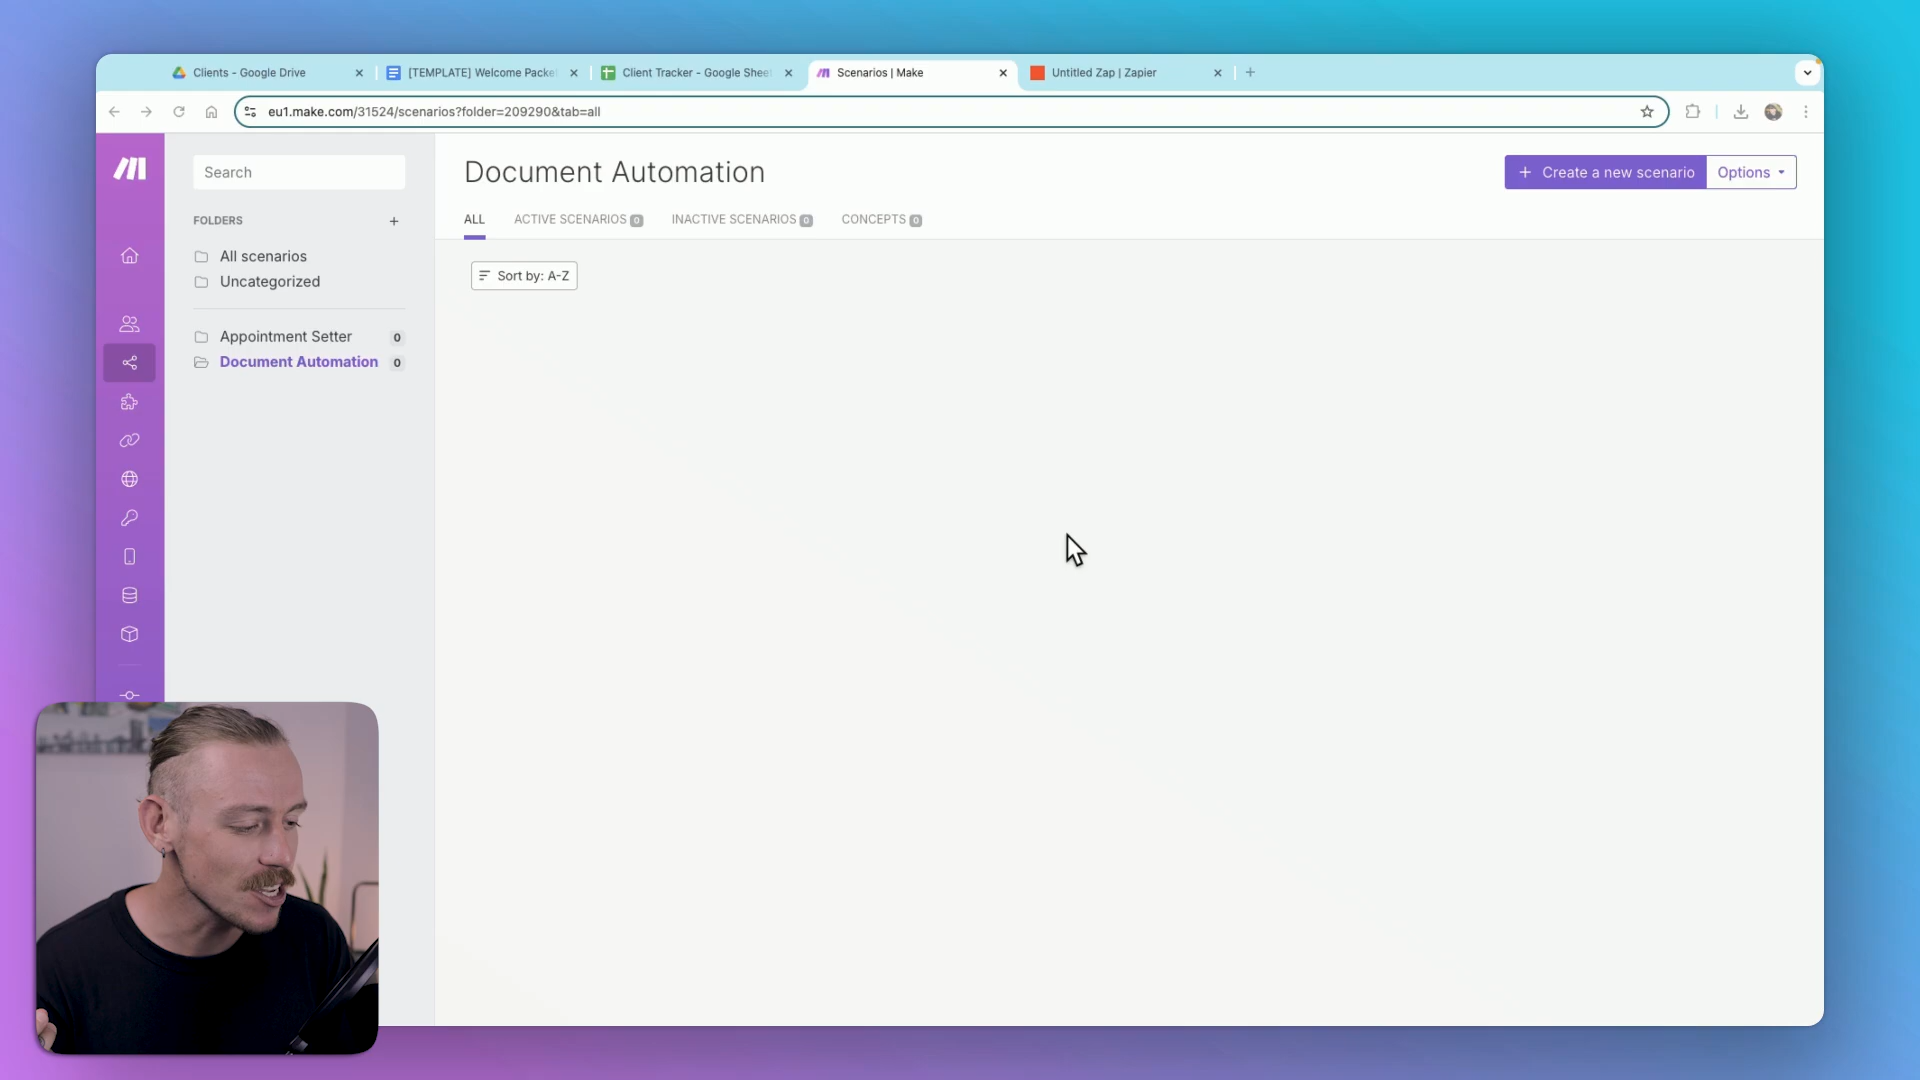 Clients - Google Drive
[TEMPLATE] Welcome Packe
Client Tracker - Google Shee
Scenarios | Make
Untitled Zap | Zapier
eu1.make.com/31524/scenarios?folder=209290&tab=all
Search
Document Automation
+ Create a new scenario
Options
FOLDERS +
ALL
ACTIVE SCENARIOS 0
INACTIVE SCENARIOS 0
CONCEPTS 0
All scenarios
Uncategorized
Sort by: A-Z
Appointment Setter 0
Document Automation 0